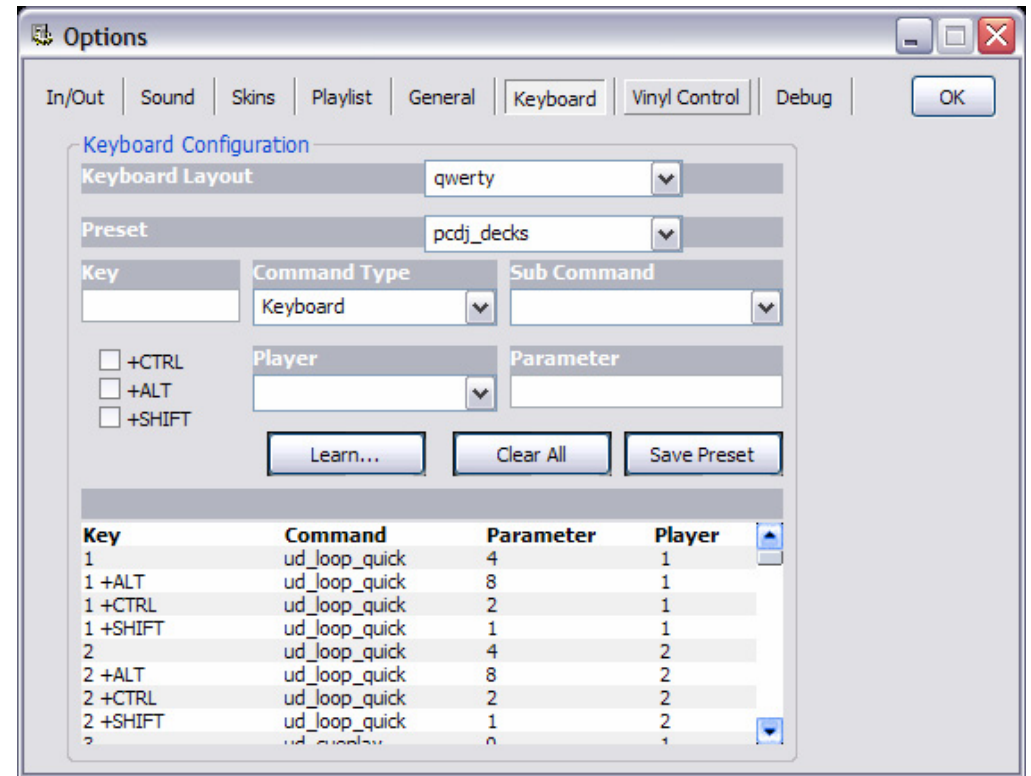 Options
In/Out Sound Skins Playlist General Keyboard Vinyl Control Debug OK
Keyboard Configuration
Keyboard Layout qwerty
Preset pcdj_decks
Key Command Type Sub Command
Keyboard
+CTRL Player Parameter
+ALT
+SHIFT
Learn... Clear All Save Preset
Key Command Parameter Player
1 ud_loop_quick 4 1
1 +ALT ud_loop_quick 8 1
1 +CTRL ud_loop_quick 2 1
1 +SHIFT ud_loop_quick 1 1
2 ud_loop_quick 4 2
2 +ALT ud_loop_quick 8 2
2 +CTRL ud_loop_quick 2 2
2 +SHIFT ud_loop_quick 1 2
3 ud_cueplay 0 1